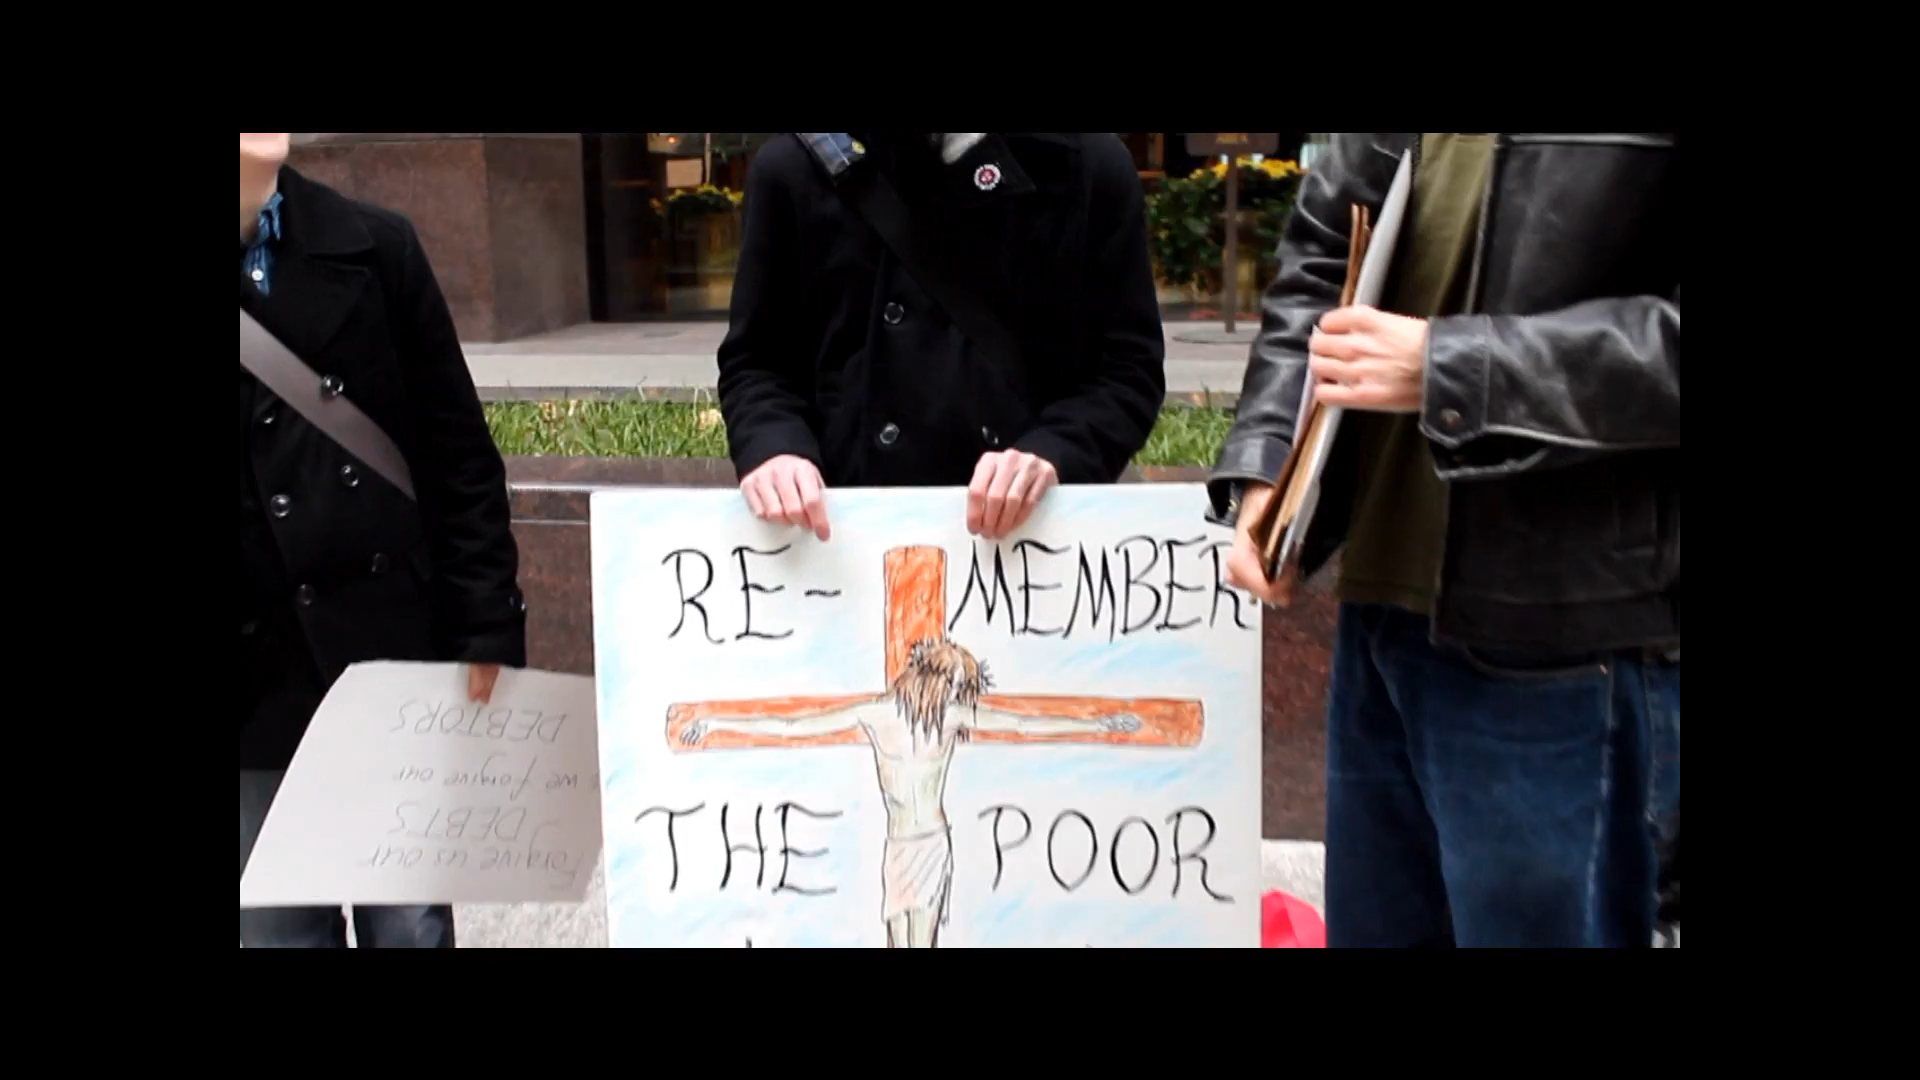 RE- MEMBER
THE POOR
Forgive us our
DEBTS
we forgive our
DEBTORS